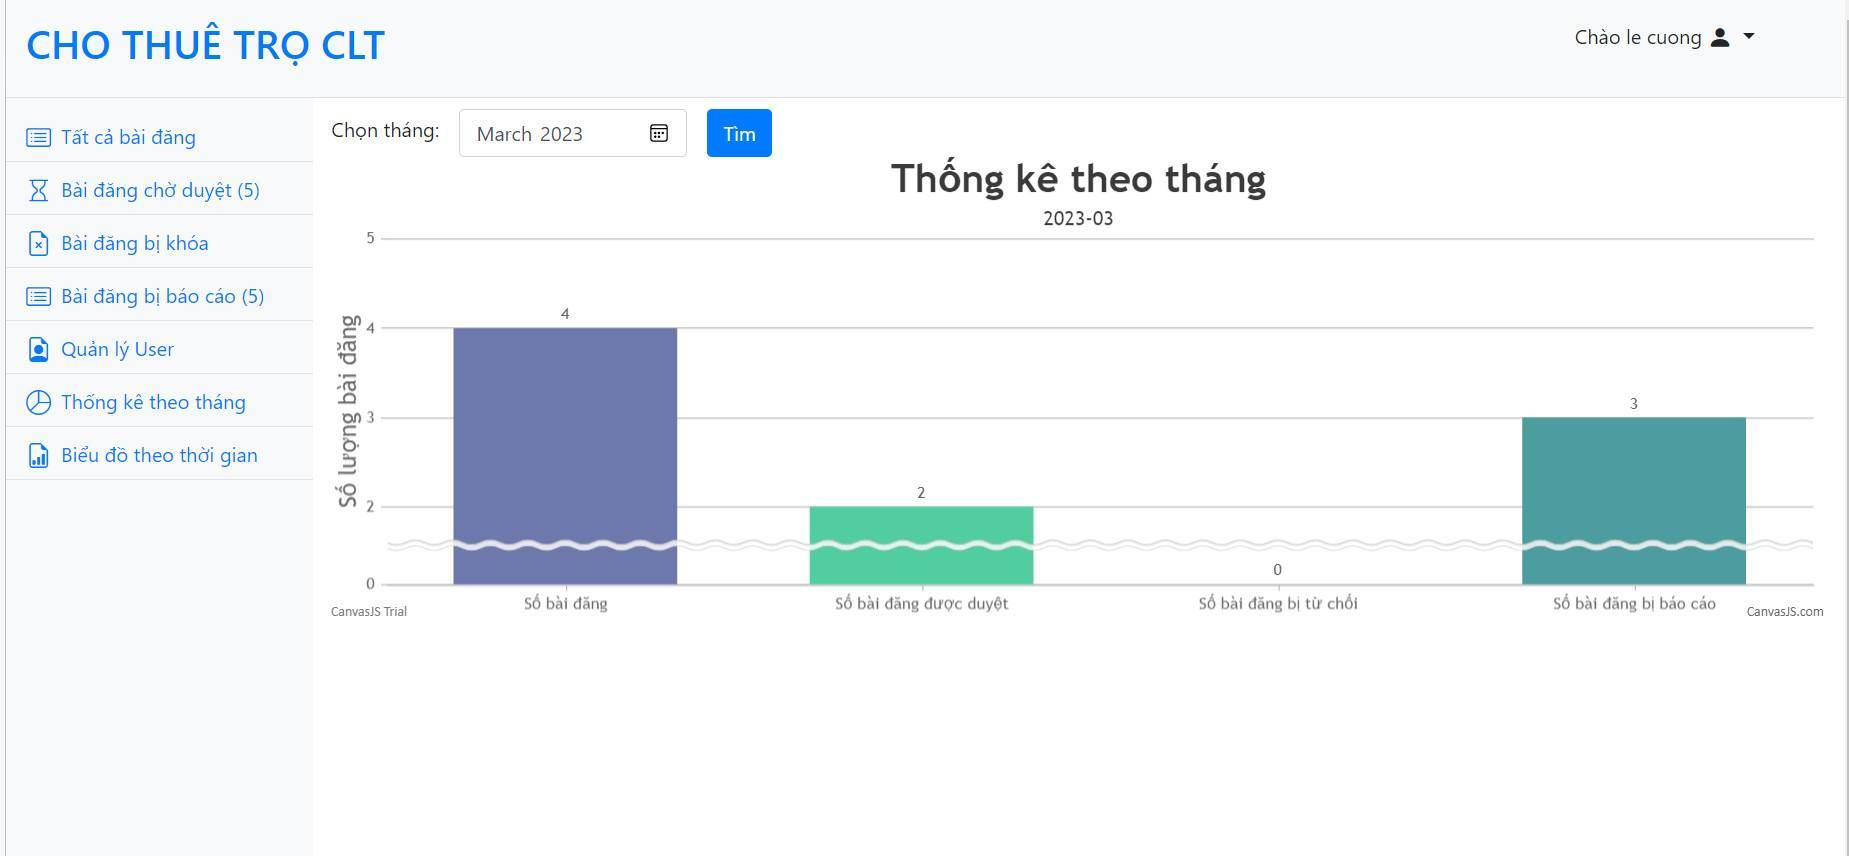 CHO THUÊ TRỌ CLT
Chào le cuong
Tất cả bài đăng
Bài đăng chờ duyệt (5)
Bài đăng bị khóa
Bài đăng bị báo cáo (5)
Quản lý User
Thống kê theo tháng
Biểu đồ theo thời gian
Chọn tháng:
March 2023
Tìm
Thống kê theo tháng
2023-03
Số lượng bài đăng
5
4
3
2
0
4
2
0
3
Số bài đăng
Số bài đăng được duyệt
Số bài đăng bị từ chối
Số bài đăng bị báo cáo
CanvasJS Trial
CanvasJS.com